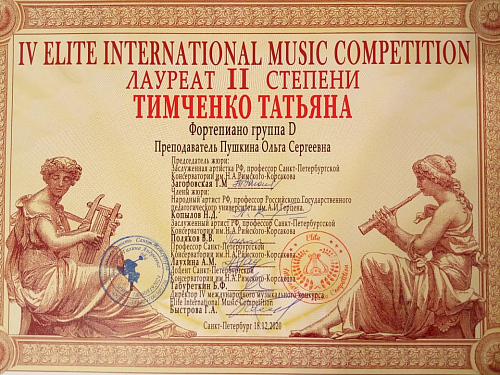 IV ELITE INTERNATIONAL MUSIC COMPETITION
ЛАУРЕАТ II СТЕПЕНИ
ТИМЧЕНКО ТАТЬЯНА
Фортепиано группа D
Преподаватель Пушкина Ольга Сергеевна
Председатель жюри:
Заслуженная артистка РФ, профессор Санкт-Петербургской
Консерватории им.Н.А.Римского-Корсакова
Загоровская Т.М
Член жюри:
Народный артист РФ, профессор Российского Государственного
педагогического университета им.А.И.Герцена.
Копылов Н.Д.
Заслуженный артист РФ, профессор Санкт-Петербургской
Консерватории им.Н.А.Римского-Корсакова
Поляков В.В.
Профессор Санкт-Петербургской
Консерватории им.Н.А.Римского-Корсакова
Лаухина А.М.
Доцент Санкт-Петербургской
Консерватории им.Н.А.Римского-Корсакова
Табуреткин Б.Ф.
Директор IV международного музыкального конкурса
Elite International Music Competition
Быстрова Г.А.
Санкт-Петербург 18.12.2020
Elite